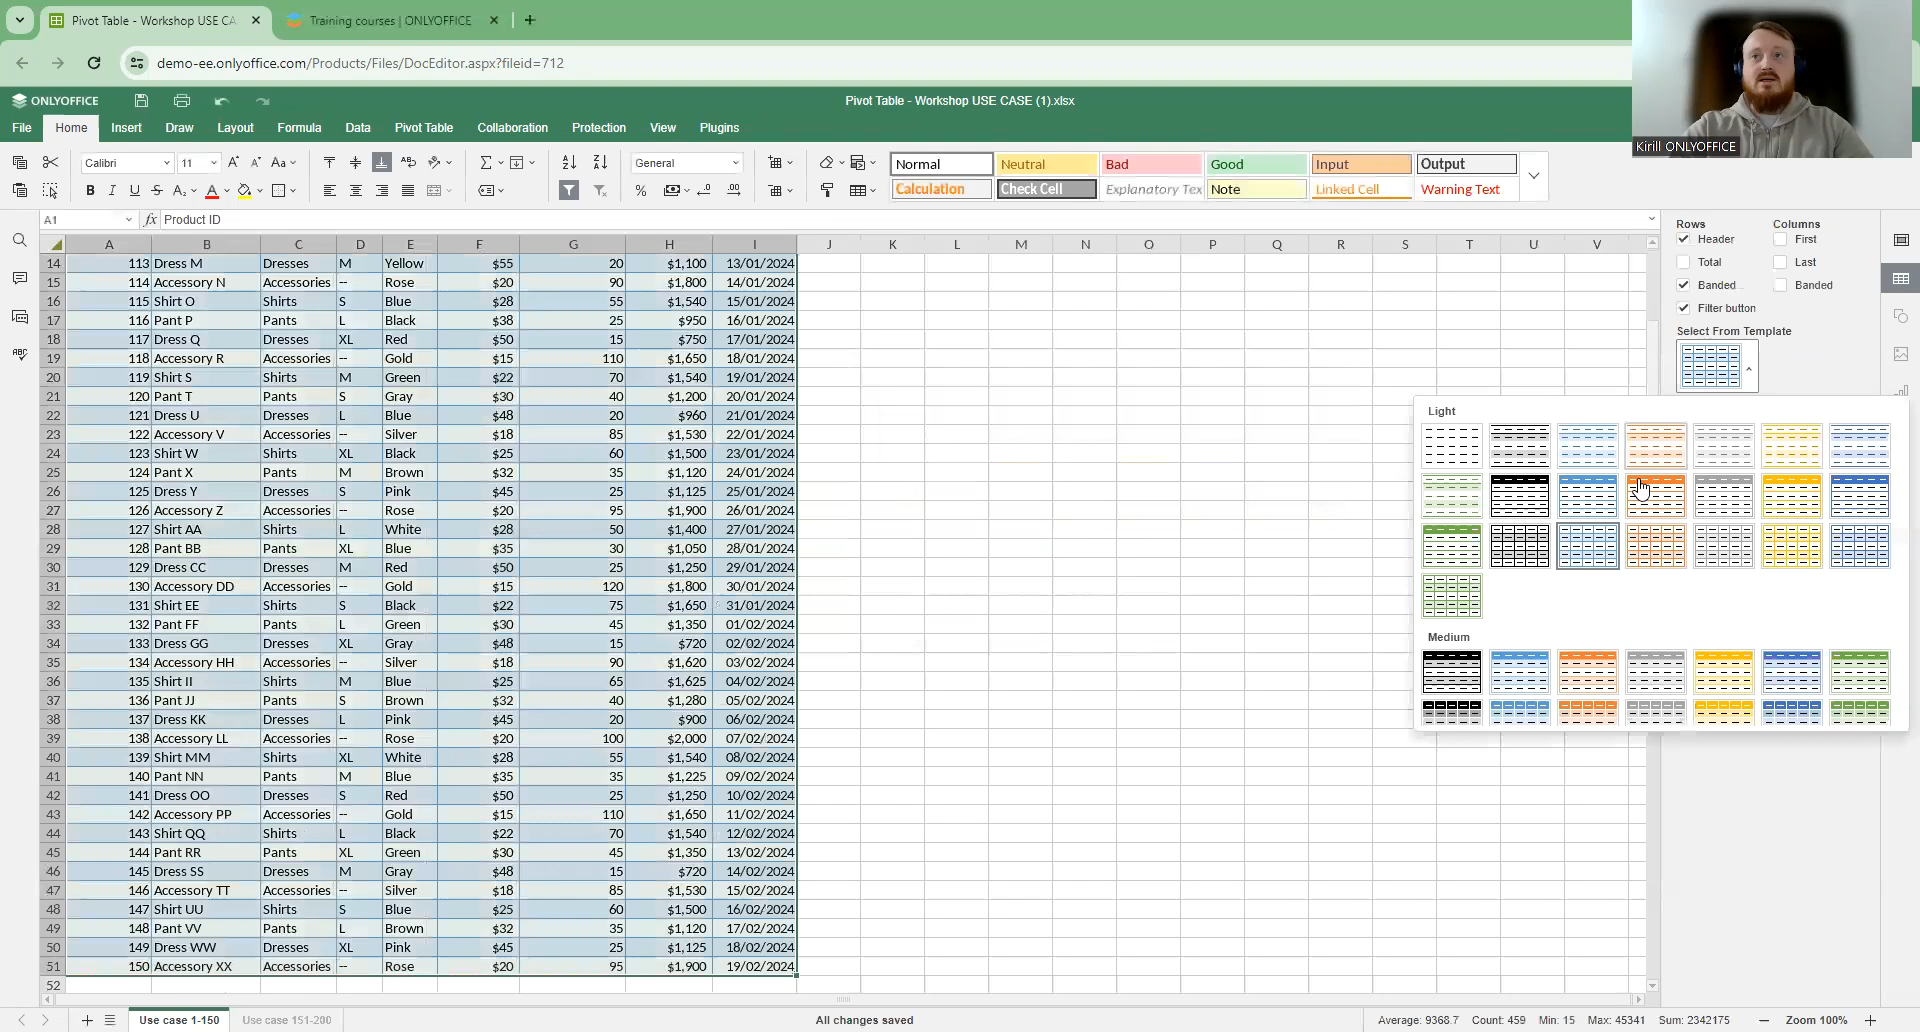 Pivot Table - Workshop USE CA
Training courses | ONLYOFFICE
demo-ee.onlyoffice.com/Products/Files/DocEditor.aspx?fileid=712
ONLYOFFICE
Pivot Table - Workshop USE CASE (1).xlsx
Kirill ONLYOFFICE
File Home Insert Draw Layout Formula Data Pivot Table Collaboration Protection View Plugins
Calibri 11 General
Normal Neutral Bad Good Input Output
Calculation Check Cell Explanatory Tex Note Linked Cell Warning Text
A1 fx Product ID
A B C D E F G H I J K L M N O P Q R S T U V
14 113 Dress M Dresses M Yellow $55 20 $1,100 13/01/2024
15 114 Accessory N Accessories -- Rose $20 90 $1,800 14/01/2024
16 115 Shirt O Shirts S Blue $28 55 $1,540 15/01/2024
17 116 Pant P Pants L Black $38 25 $950 16/01/2024
18 117 Dress Q Dresses XL Red $50 15 $750 17/01/2024
19 118 Accessory R Accessories -- Gold $15 110 $1,650 18/01/2024
20 119 Shirt S Shirts M Green $22 70 $1,540 19/01/2024
21 120 Pant T Pants S Gray $30 40 $1,200 20/01/2024
22 121 Dress U Dresses L Blue $48 20 $960 21/01/2024
23 122 Accessory V Accessories -- Silver $18 85 $1,530 22/01/2024
24 123 Shirt W Shirts XL Black $25 60 $1,500 23/01/2024
25 124 Pant X Pants M Brown $32 35 $1,120 24/01/2024
26 125 Dress Y Dresses S Pink $45 25 $1,125 25/01/2024
27 126 Accessory Z Accessories -- Rose $20 95 $1,900 26/01/2024
28 127 Shirt AA Shirts L White $28 50 $1,400 27/01/2024
29 128 Pant BB Pants XL Blue $35 30 $1,050 28/01/2024
30 129 Dress CC Dresses M Red $50 25 $1,250 29/01/2024
31 130 Accessory DD Accessories -- Gold $15 120 $1,800 30/01/2024
32 131 Shirt EE Shirts S Black $22 75 $1,650 31/01/2024
33 132 Pant FF Pants L Green $30 45 $1,350 01/02/2024
34 133 Dress GG Dresses XL Gray $48 15 $720 02/02/2024
35 134 Accessory HH Accessories -- Silver $18 90 $1,620 03/02/2024
36 135 Shirt II Shirts M Blue $25 65 $1,625 04/02/2024
37 136 Pant JJ Pants S Brown $32 40 $1,280 05/02/2024
38 137 Dress KK Dresses L Pink $45 20 $900 06/02/2024
39 138 Accessory LL Accessories -- Rose $20 100 $2,000 07/02/2024
40 139 Shirt MM Shirts XL White $28 55 $1,540 08/02/2024
41 140 Pant NN Pants M Blue $35 35 $1,225 09/02/2024
42 141 Dress OO Dresses S Red $50 25 $1,250 10/02/2024
43 142 Accessory PP Accessories -- Gold $15 110 $1,650 11/02/2024
44 143 Shirt QQ Shirts L Black $22 70 $1,540 12/02/2024
45 144 Pant RR Pants XL Green $30 45 $1,350 13/02/2024
46 145 Dress SS Dresses M Gray $48 15 $720 14/02/2024
47 146 Accessory TT Accessories -- Silver $18 85 $1,530 15/02/2024
48 147 Shirt UU Shirts S Blue $25 60 $1,500 16/02/2024
49 148 Pant VV Pants L Brown $32 35 $1,120 17/02/2024
50 149 Dress WW Dresses XL Pink $45 25 $1,125 18/02/2024
51 150 Accessory XX Accessories -- Rose $20 95 $1,900 19/02/2024
52
Rows Columns
Header First
Total Last
Banded Banded
Filter button
Select From Template
Light
Medium
Use case 1-150 Use case 151-200 All changes saved Average: 9368.7 Count: 459 Min: 15 Max: 45341 Sum: 2342175 Zoom 100%